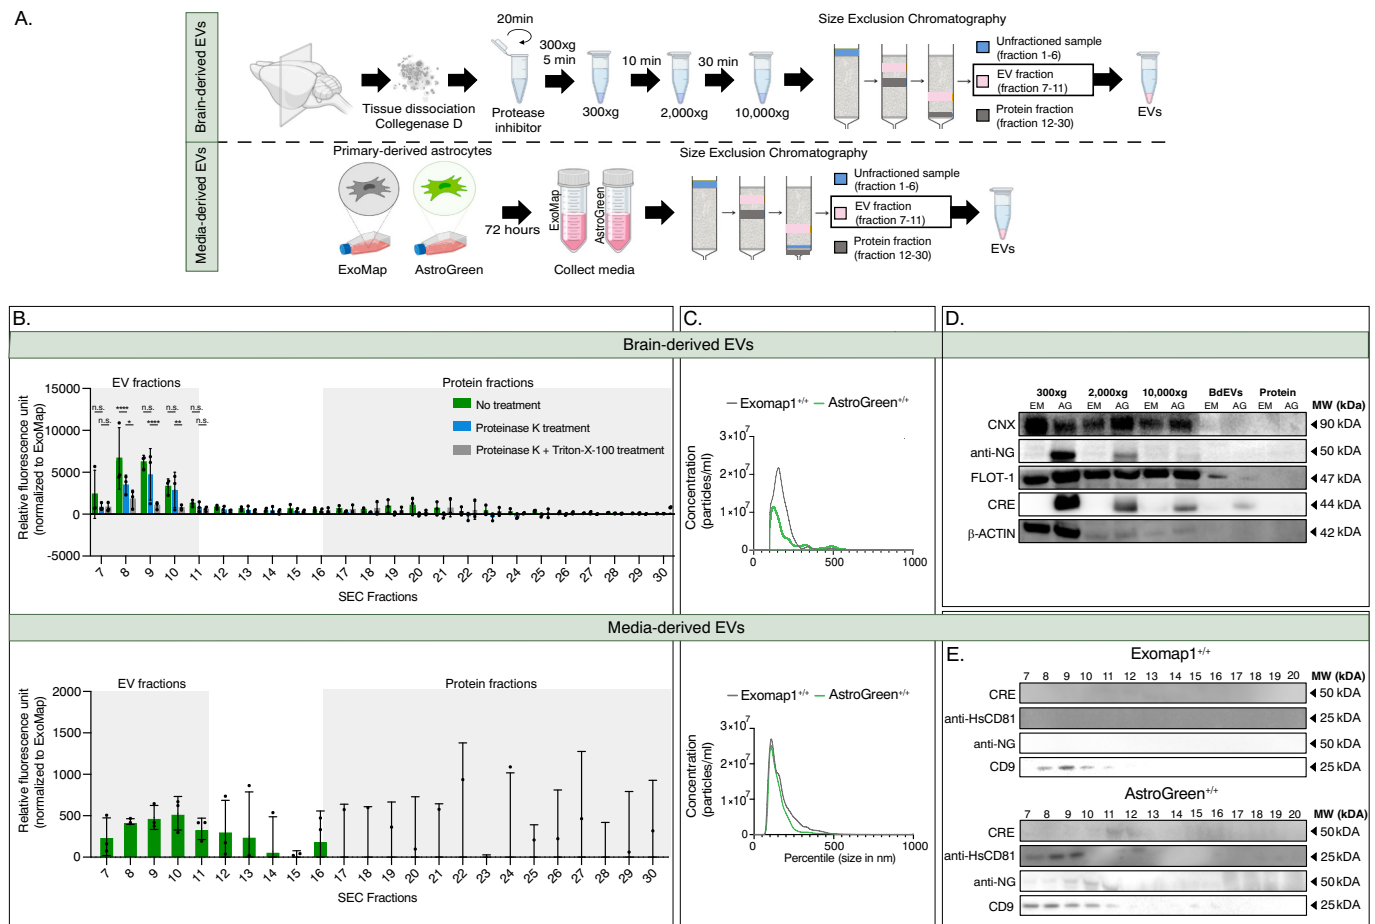 A.
Brain-derived EVs
20min
300xg
5 min
10 min
30 min
Size Exclusion Chromatography
Unfractioned sample
(fraction 1-6)
EV fraction
(fraction 7-11)
Protein fraction
(fraction 12-30)
EVs
Tissue dissociation
Collegenase D
Protease
inhibitor
300xg
2,000xg
10,000xg
Media-derived EVs
Primary-derived astrocytes
Size Exclusion Chromatography
ExoMap
AstroGreen
72 hours
ExoMap
AstroGreen
Collect media
Unfractioned sample
(fraction 1-6)
EV fraction
(fraction 7-11)
Protein fraction
(fraction 12-30)
EVs
B.
C.
D.
Brain-derived EVs
EV fractions
Protein fractions
No treatment
Proteinase K treatment
Proteinase K + Triton-X-100 treatment
n.s. **** n.s. n.s. n.s.
n.s. * **** ** n.s.
Relative fluorescence unit
(normalized to ExoMap)
15000
10000
5000
0
-5000
7 8 9 10 11 12 13 14 15 16 17 18 19 20 21 22 23 24 25 26 27 28 29 30
SEC Fractions
Exomap1+/+ AstroGreen+/+
Concentration
(particles/ml)
3×10⁷
2×10⁷
1×10⁷
0
0 500 1000
300xg 2,000xg 10,000xg BdEVs Protein
EM AG EM AG EM AG EM AG EM AG
MW (kDa)
CNX 90 kDA
anti-NG 50 kDA
FLOT-1 47 kDA
CRE 44 kDA
β-ACTIN 42 kDA
Media-derived EVs
EV fractions
Protein fractions
Relative fluorescence unit
(normalized to ExoMap)
2000
1500
1000
500
0
7 8 9 10 11 12 13 14 15 16 17 18 19 20 21 22 23 24 25 26 27 28 29 30
SEC Fractions
Exomap1+/+ AstroGreen+/+
Concentration
(particles/ml)
3×10⁷
2×10⁷
1×10⁷
0
0 500 1000
Percentile (size in nm)
E.
Exomap1+/+
7 8 9 10 11 12 13 14 15 16 17 18 19 20 MW (kDa)
CRE 50 kDA
anti-HsCD81 25 kDA
anti-NG 50 kDA
CD9 25 kDA
AstroGreen+/+
7 8 9 10 11 12 13 14 15 16 17 18 19 20 MW (kDa)
CRE 50 kDA
anti-HsCD81 25 kDA
anti-NG 50 kDA
CD9 25 kDA